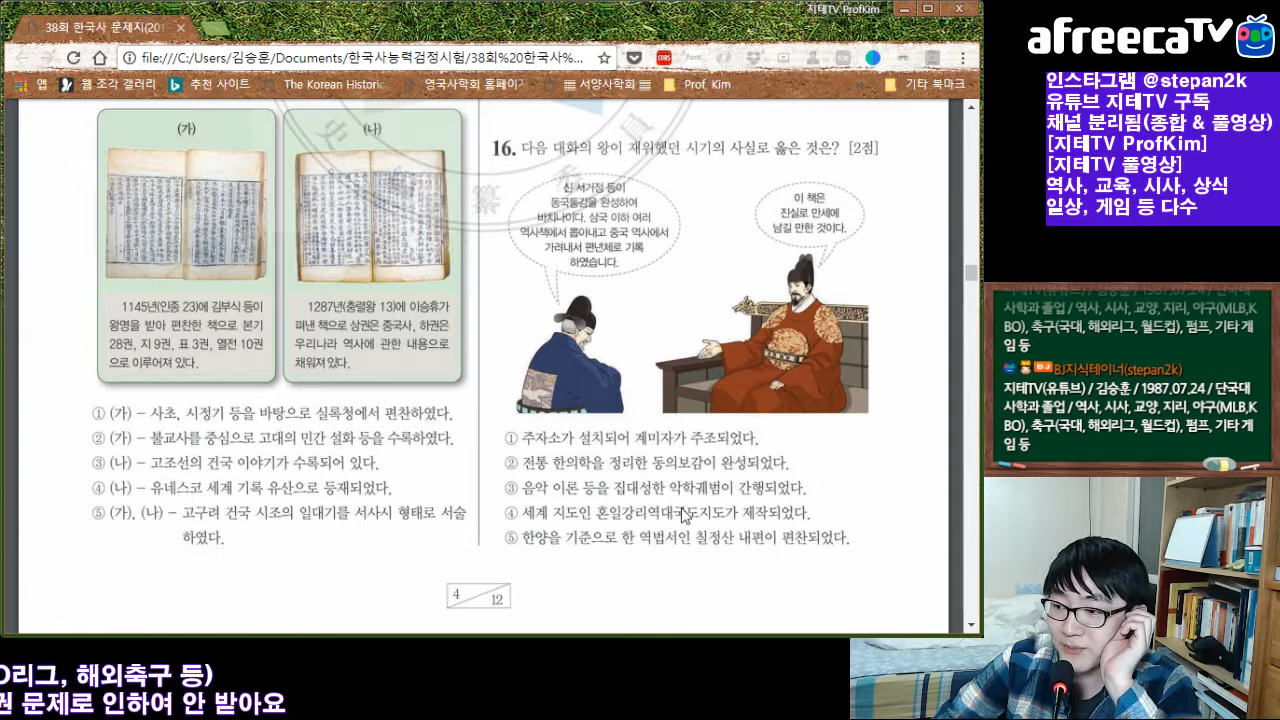 38회 한국사 문제지(201
지테TV ProfKim
file:///C:/Users/김승훈/Documents/한국사능력검정시험/38회%20한국사%...
앱
웹 조각 갤러리
추천 사이트
The Korean Historic
영국사학회 홈페이지
서양사학회
Prof. Kim
기타 북마크
(가)
1145년(인종 23)에 김부식 등이
왕명을 받아 편찬한 책으로 본기
28권, 지 9권, 표 3권, 열전 10권
으로 이루어져 있다.
(나)
1287년(충렬왕 13)에 이승휴가
펴낸 책으로 상권은 중국사, 하권은
우리나라 역사에 관한 내용으로
채워져 있다.
① (가) – 사초, 시정기 등을 바탕으로 실록청에서 편찬하였다.
② (가) – 불교사를 중심으로 고대의 민간 설화 등을 수록하였다.
③ (나) – 고조선의 건국 이야기가 수록되어 있다.
④ (나) – 유네스코 세계 기록 유산으로 등재되었다.
⑤ (가), (나) – 고구려 건국 시조의 일대기를 서사시 형태로 서술
하였다.
16. 다음 대화의 왕이 재위했던 시기의 사실로 옳은 것은? [2점]
신 서거정 등이
동국통감을 완성하여
바치나이다. 삼국 이하 여러
역사책에서 뽑아내고 중국 역사에서
가려내서 편년체로 기록
하였습니다.
이 책은
진실로 만세에
남길 만한 것이다.
① 주자소가 설치되어 계미자가 주조되었다.
② 전통 한의학을 정리한 동의보감이 완성되었다.
③ 음악 이론 등을 집대성한 악학궤범이 간행되었다.
④ 세계 지도인 혼일강리역대국도지도가 제작되었다.
⑤ 한양을 기준으로 한 역법서인 칠정산 내편이 편찬되었다.
4
12
afreecaTV
인스타그램 @stepan2k
유튜브 지테TV 구독
채널 분리됨(종합 & 풀영상)
[지테TV ProfKim]
[지테TV 풀영상]
역사, 교육, 시사, 상식
일상, 게임 등 다수
지테TV(유튜브) / 김승훈 / 1987.07.24 / 단국대
사학과 졸업 / 역사, 시사, 교양, 지리, 야구(MLB,K
BO), 축구(국대, 해외리그, 월드컵), 펌프, 기타 게
임 등
BJ지식테이너(stepan2k)
지테TV(유튜브) / 김승훈 / 1987.07.24 / 단국대
사학과 졸업 / 역사, 시사, 교양, 지리, 야구(MLB,K
BO), 축구(국대, 해외리그, 월드컵), 펌프, 기타 게
임 등
O리그, 해외축구 등)
권 문제로 인하여 안 받아요